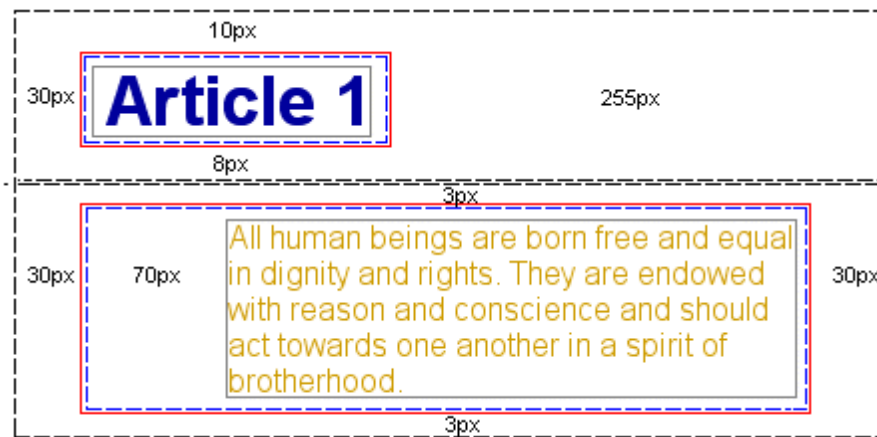 10px
30px Article 1 255px
8px
3px
All human beings are born free and equal
in dignity and rights. They are endowed
30px 70px with reason and conscience and should 30px
act towards one another in a spirit of
brotherhood.
3px